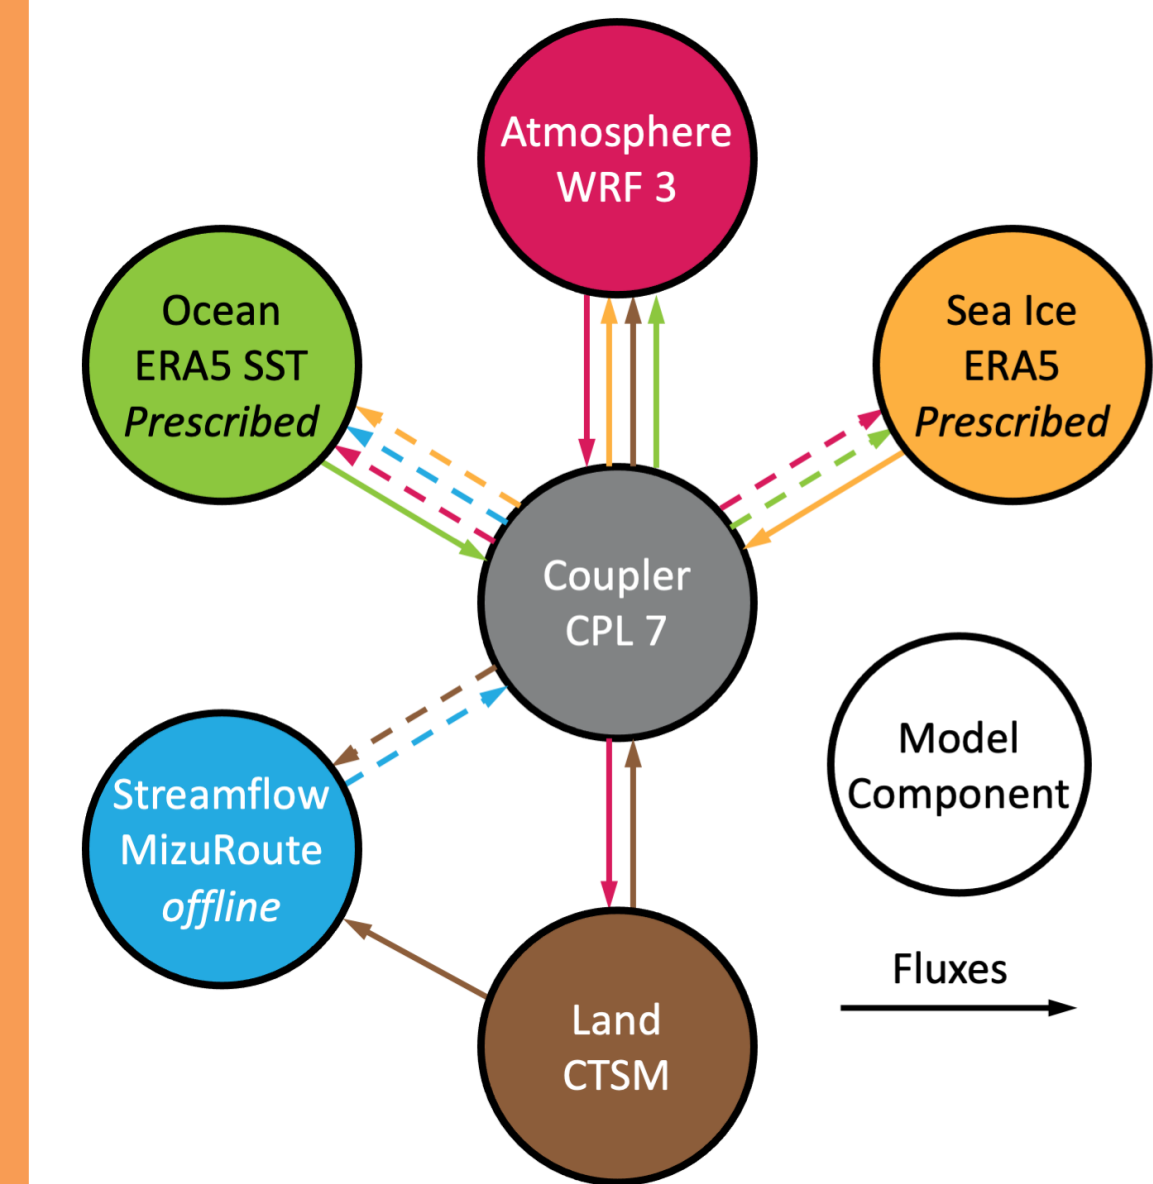 Atmosphere
WRF 3
Ocean
ERA5 SST
Prescribed
Sea Ice
ERA5
Prescribed
Coupler
CPL 7
Model
Component
Streamflow
MizuRoute
offline
Fluxes
Land
CTSM